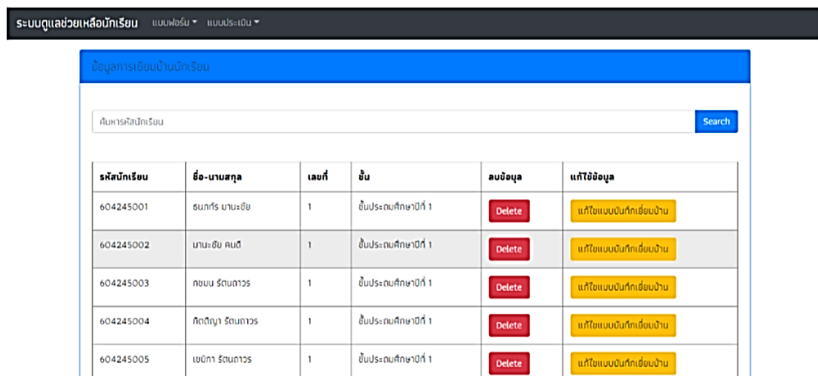 ระบบดูแลช่วยเหลือนักเรียน แบบฟอร์ม แบบประเมิน
ข้อมูลการเยี่ยมบ้านนักเรียน
ค้นหารหัสนักเรียน Search
รหัสนักเรียน ชื่อ-นามสกุล เลขที่ ชั้น ลบข้อมูล แก้ไข้ข้อมูล
604245001 ธนภัทร มานะชัย 1 ชั้นประถมศึกษาปีที่ 1 Delete แก้ไขแบบบันทึกเยี่ยมบ้าน
604245002 มานะชัย คนดี 1 ชั้นประถมศึกษาปีที่ 1 Delete แก้ไขแบบบันทึกเยี่ยมบ้าน
604245003 รัตนถาวร 1 ชั้นประถมศึกษาปีที่ 1 Delete แก้ไขแบบบันทึกเยี่ยมบ้าน
604245004 กิตติญา รัตนถาวร 1 ชั้นประถมศึกษาปีที่ 1 Delete แก้ไขแบบบันทึกเยี่ยมบ้าน
604245005 เขมิกา รัตนถาวร 1 ชั้นประถมศึกษาปีที่ 1 Delete แก้ไขแบบบันทึกเยี่ยมบ้าน